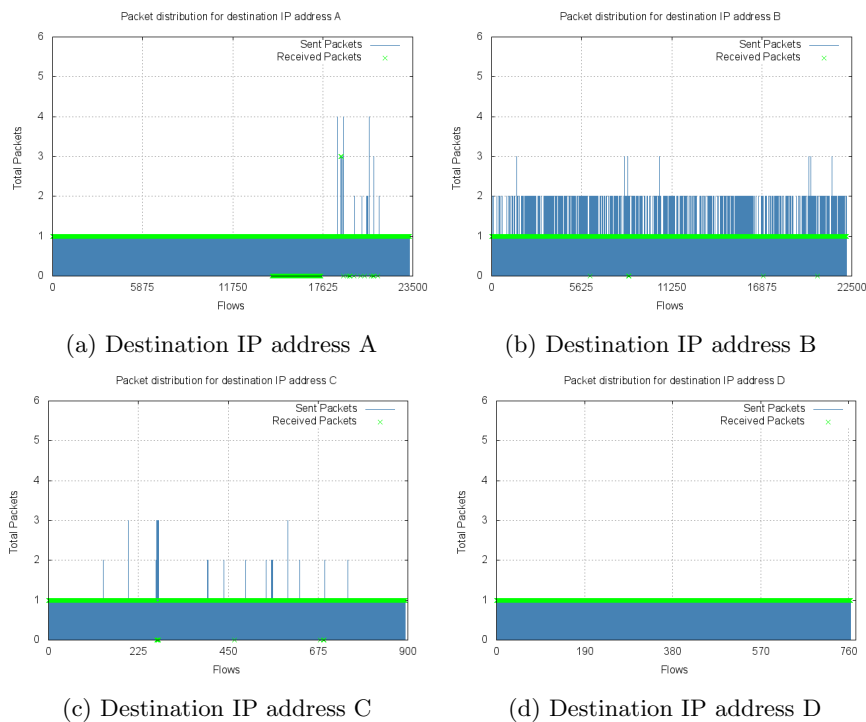 Packet distribution for destination IP address A
6
5
4
3
2
1
0
Total Packets
Sent Packets
Received Packets
0 5875 11750 17625 23500
Flows
(a) Destination IP address A
Packet distribution for destination IP address B
6
5
4
3
2
1
0
Total Packets
Sent Packets
Received Packets
0 5625 11250 16875 22500
Flows
(b) Destination IP address B
Packet distribution for destination IP address C
6
5
4
3
2
1
0
Total Packets
Sent Packets
Received Packets
0 225 450 675 900
Flows
(c) Destination IP address C
Packet distribution for destination IP address D
6
5
4
3
2
1
0
Total Packets
Sent Packets
Received Packets
0 190 380 570 760
Flows
(d) Destination IP address D